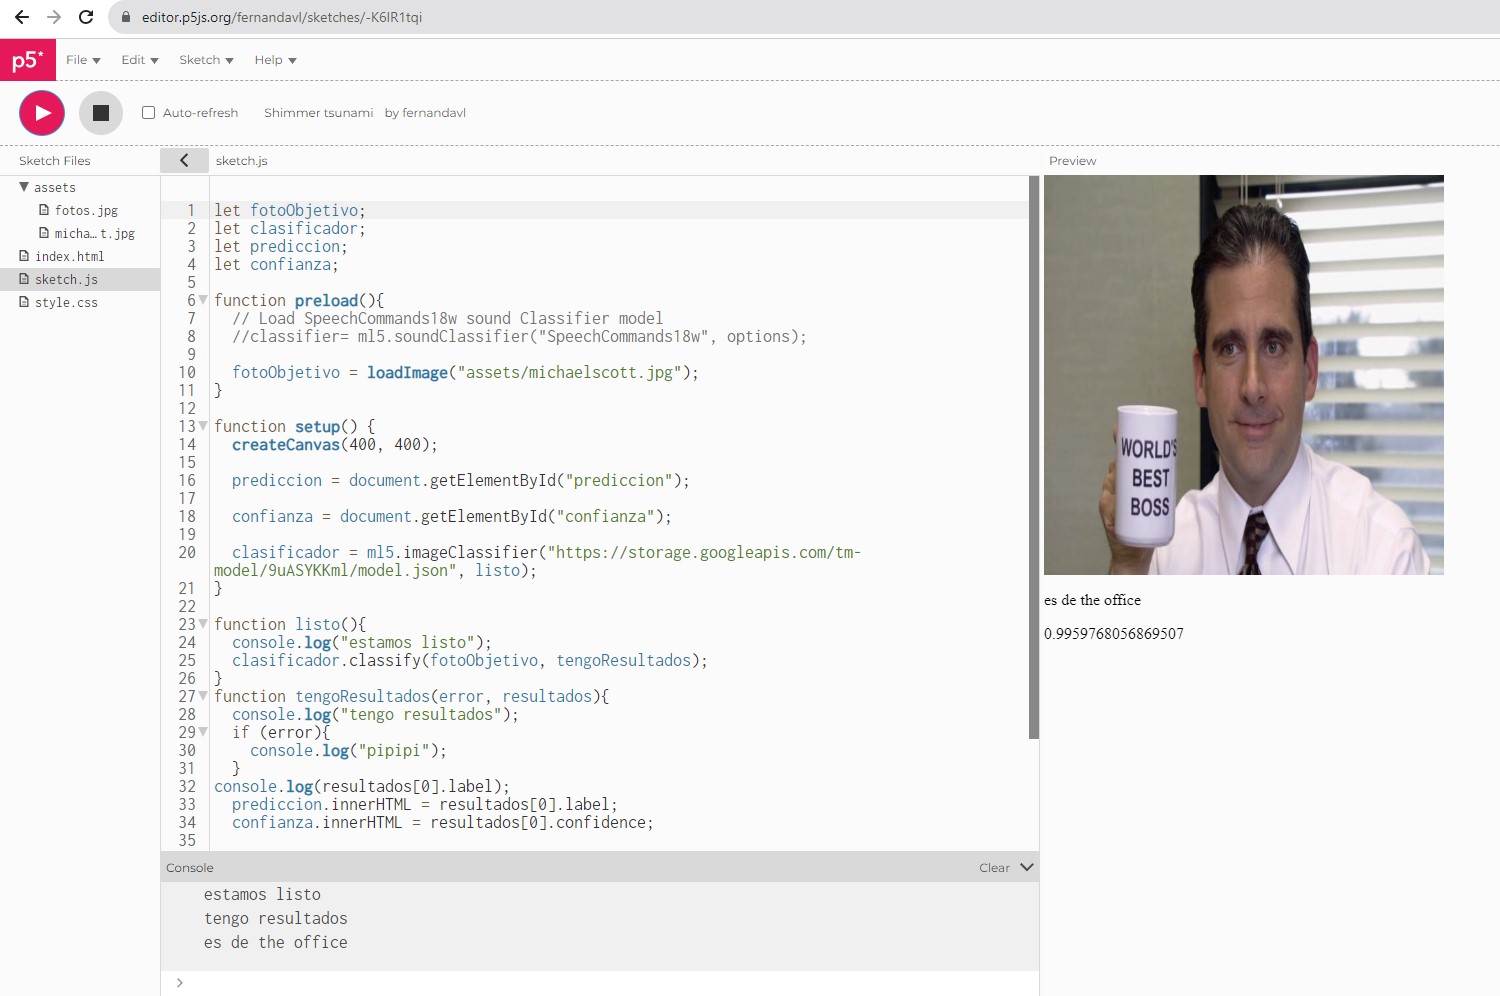 editor.p5js.org/fernandavl/sketches/-K6IR1tqi
p5*
File Edit Sketch Help
Auto-refresh Shimmer tsunami by fernandavl
Sketch Files
sketch.js
Preview
assets
fotos.jpg
micha…t.jpg
index.html
sketch.js
style.css
1 let fotoObjetivo;
2 let clasificador;
3 let prediccion;
4 let confianza;
5
6 function preload(){
7 // Load SpeechCommands18w sound Classifier model
8 //classifier= ml5.soundClassifier("SpeechCommands18w", options);
9
10 fotoObjetivo = loadImage("assets/michaelscott.jpg");
11 }
12
13 function setup() {
14 createCanvas(400, 400);
15
16 prediccion = document.getElementById("prediccion");
17
18 confianza = document.getElementById("confianza");
19
20 clasificador = ml5.imageClassifier("https://storage.googleapis.com/tm-
model/9uASYKKml/model.json", listo);
21 }
22
23 function listo(){
24 console.log("estamos listo");
25 clasificador.classify(fotoObjetivo, tengoResultados);
26 }
27 function tengoResultados(error, resultados){
28 console.log("tengo resultados");
29 if (error){
30 console.log("pipipi");
31 }
32 console.log(resultados[0].label);
33 prediccion.innerHTML = resultados[0].label;
34 confianza.innerHTML = resultados[0].confidence;
35
Console
Clear
estamos listo
tengo resultados
es de the office
>
WORLD'S
BEST
BOSS
es de the office
0.9959768056869507